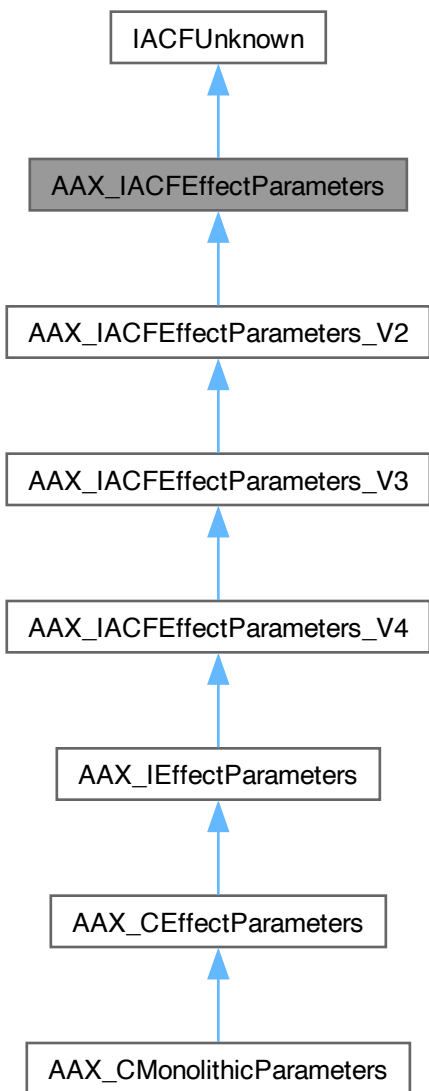 IACFUnknown
AAX_IACFEffectParameters
AAX_IACFEffectParameters_V2
AAX_IACFEffectParameters_V3
AAX_IACFEffectParameters_V4
AAX_IEffectParameters
AAX_CEffectParameters
AAX_CMonolithicParameters